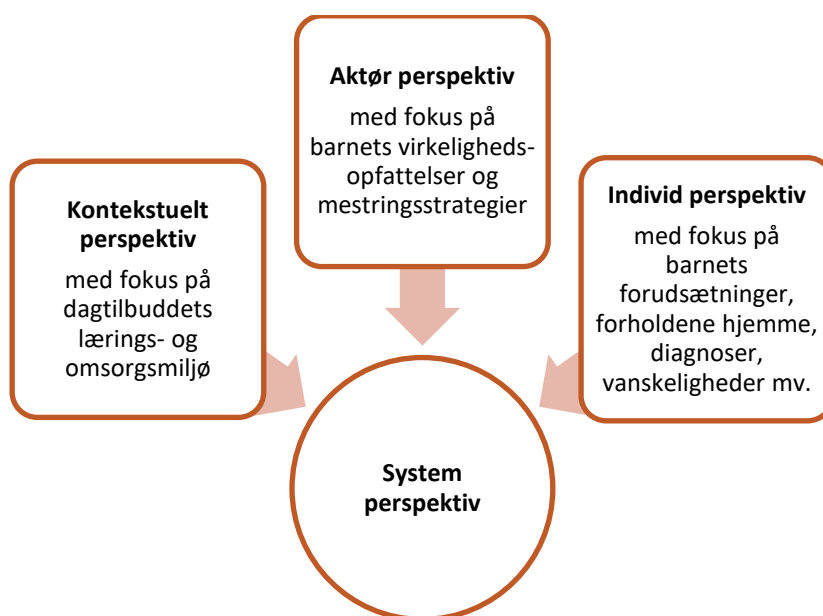 Kontekstuelt
perspektiv
med fokus på
dagtilbuddets
lærings- og
omsorgsmiljø
Aktør perspektiv
med fokus på
barnets virkeligheds-
opfattelser og
mestringsstrategier
Individ perspektiv
med fokus på
barnets
forudsætninger,
forholdene hjemme,
diagnoser,
vanskeligheder mv.
System
perspektiv